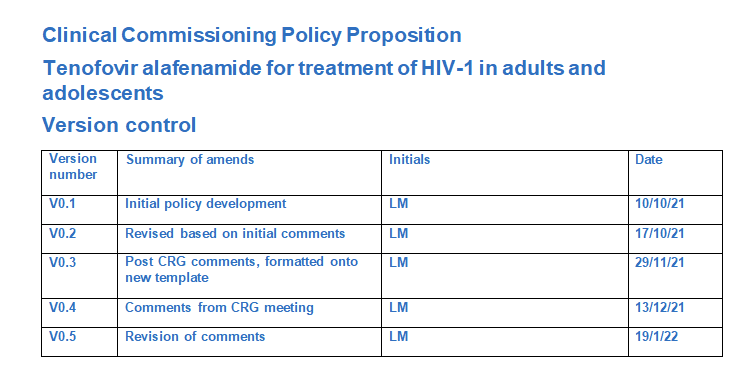 Clinical Commissioning Policy Proposition
Tenofovir alafenamide for treatment of HIV-1 in adults and
adolescents
Version control
Version number Summary of amends Initials Date
V0.1 Initial policy development LM 10/10/21
V0.2 Revised based on initial comments LM 17/10/21
V0.3 Post CRG comments, formatted onto new template LM 29/11/21
V0.4 Comments from CRG meeting LM 13/12/21
V0.5 Revision of comments LM 19/1/22